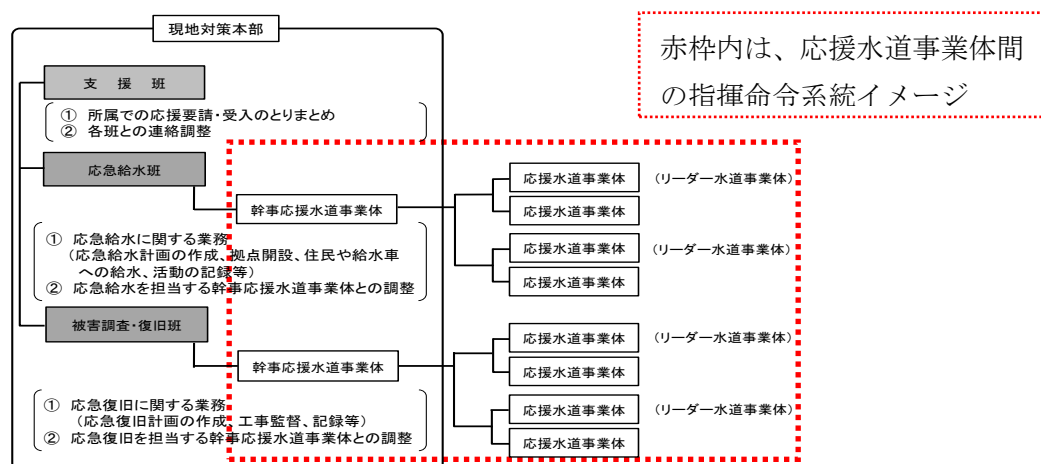 現地対策本部
赤枠内は、応援水道事業体間
の指揮命令系統イメージ
支 援 班
① 所属での応援要請・受入のとりまとめ
② 各班との連絡調整
応急給水班
幹事応援水道事業体
応援水道事業体 (リーダー水道事業体)
応援水道事業体
応援水道事業体 (リーダー水道事業体)
応援水道事業体
① 応急給水に関する業務
(応急給水計画の作成、拠点開設、住民や給水車
への給水、活動の記録等)
② 応急給水を担当する幹事応援水道事業体との調整
被害調査・復旧班
幹事応援水道事業体
応援水道事業体 (リーダー水道事業体)
応援水道事業体
応援水道事業体 (リーダー水道事業体)
応援水道事業体
① 応急復旧に関する業務
(応急復旧計画の作成、工事監督、記録等)
② 応急復旧を担当する幹事応援水道事業体との調整